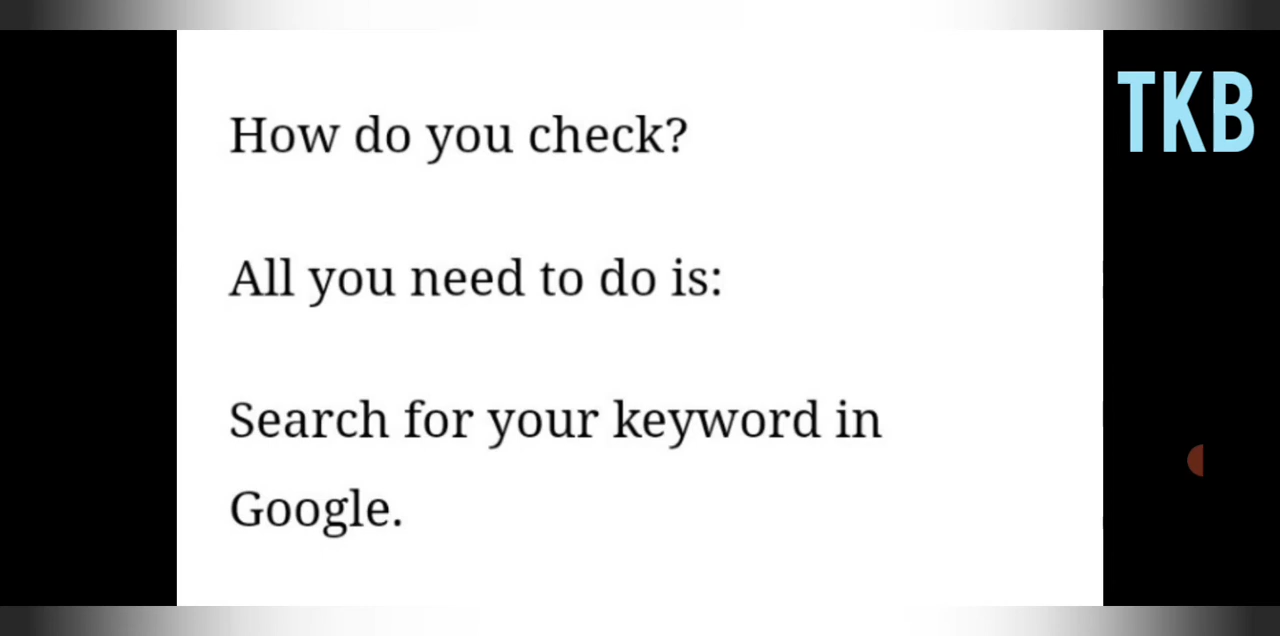 TKB
How do you check?
All you need to do is:
Search for your keyword in
Google.